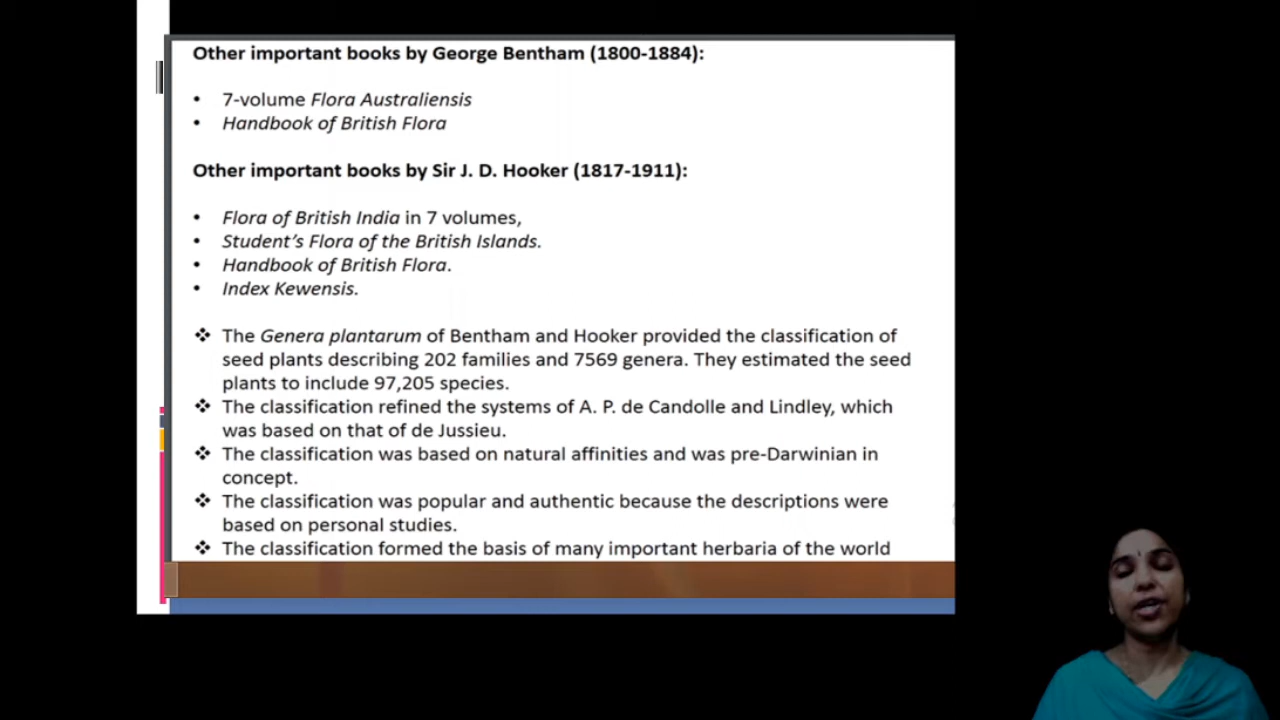 Other important books by George Bentham (1800-1884):
• 7-volume Flora Australiensis
• Handbook of British Flora
Other important books by Sir J. D. Hooker (1817-1911):
• Flora of British India in 7 volumes,
• Student’s Flora of the British Islands.
• Handbook of British Flora.
• Index Kewensis.
❖ The Genera plantarum of Bentham and Hooker provided the classification of
seed plants describing 202 families and 7569 genera. They estimated the seed
plants to include 97,205 species.
❖ The classification refined the systems of A. P. de Candolle and Lindley, which
was based on that of de Jussieu.
❖ The classification was based on natural affinities and was pre-Darwinian in
concept.
❖ The classification was popular and authentic because the descriptions were
based on personal studies.
❖ The classification formed the basis of many important herbaria of the world